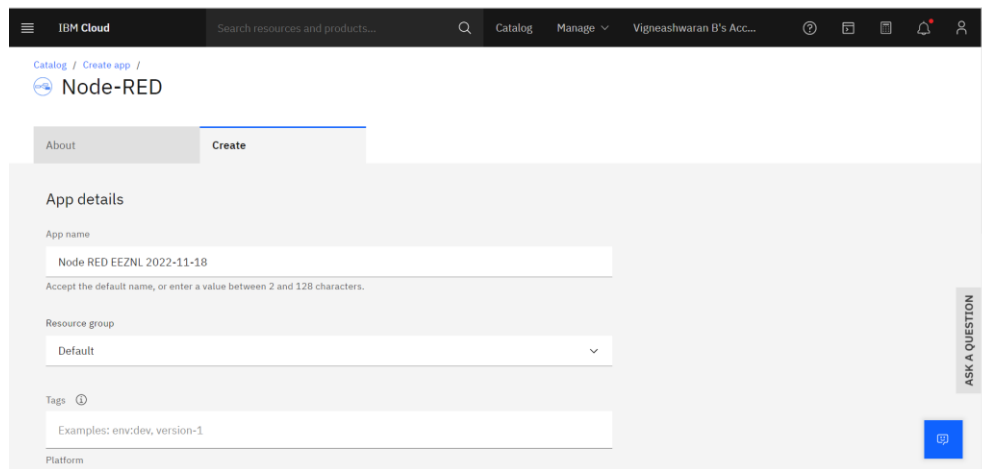 IBM Cloud
Search resources and products...
Catalog
Manage
Vigneashwaran B's Acc...
Catalog / Create app /
Node-RED
About
Create
App details
App name
Node RED EEZNL 2022-11-18
Accept the default name, or enter a value between 2 and 128 characters.
Resource group
Default
Tags
Examples: env:dev, version-1
Platform
ASK A QUESTION